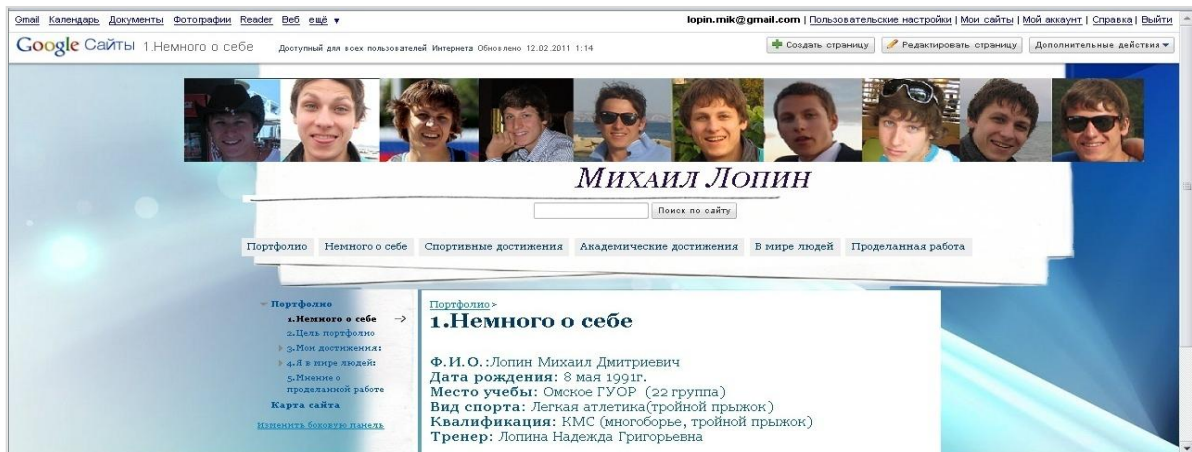 Gmail Календарь Документы Фотографии Reader Веб ещё ▼ lopin.mik@gmail.com | Пользовательские настройки | Мои сайты | Мой аккаунт | Справка | Выйти
Google Сайты 1.Немного о себе Доступный для всех пользователей Интернета Обновлено 12.02.2011 1:14 Создать страницу Редактировать страницу Дополнительные действия ▼
Михаил Лопин
Поиск по сайту
Портфолио Немного о себе Спортивные достижения Академические достижения В мире людей Проделанная работа
Портфолио
1.Немного о себе
2.Цель портфолио
3.Мои достижения:
4.Я в мире людей:
5.Мнение о
проделанной работе
Карта сайта
Изменить боковую панель
Портфолио>
1.Немного о себе
Ф.И.О.:Лопин Михаил Дмитриевич
Дата рождения: 8 мая 1991г.
Место учебы: Омское ГУОР (22 группа)
Вид спорта: Легкая атлетика(тройной прыжок)
Квалификация: КМС (многоборье, тройной прыжок)
Тренер: Лопина Надежда Григорьевна